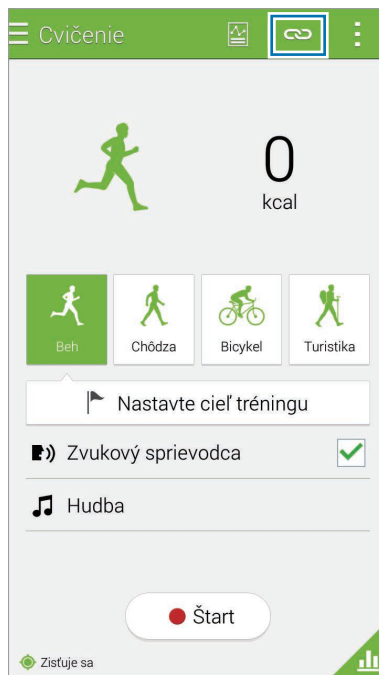 Cvičenie
0
kcal
Beh
Chôdza
Bicykel
Turistika
Nastavte cieľ tréningu
Zvukový sprievodca
Hudba
Štart
Zisťuje sa